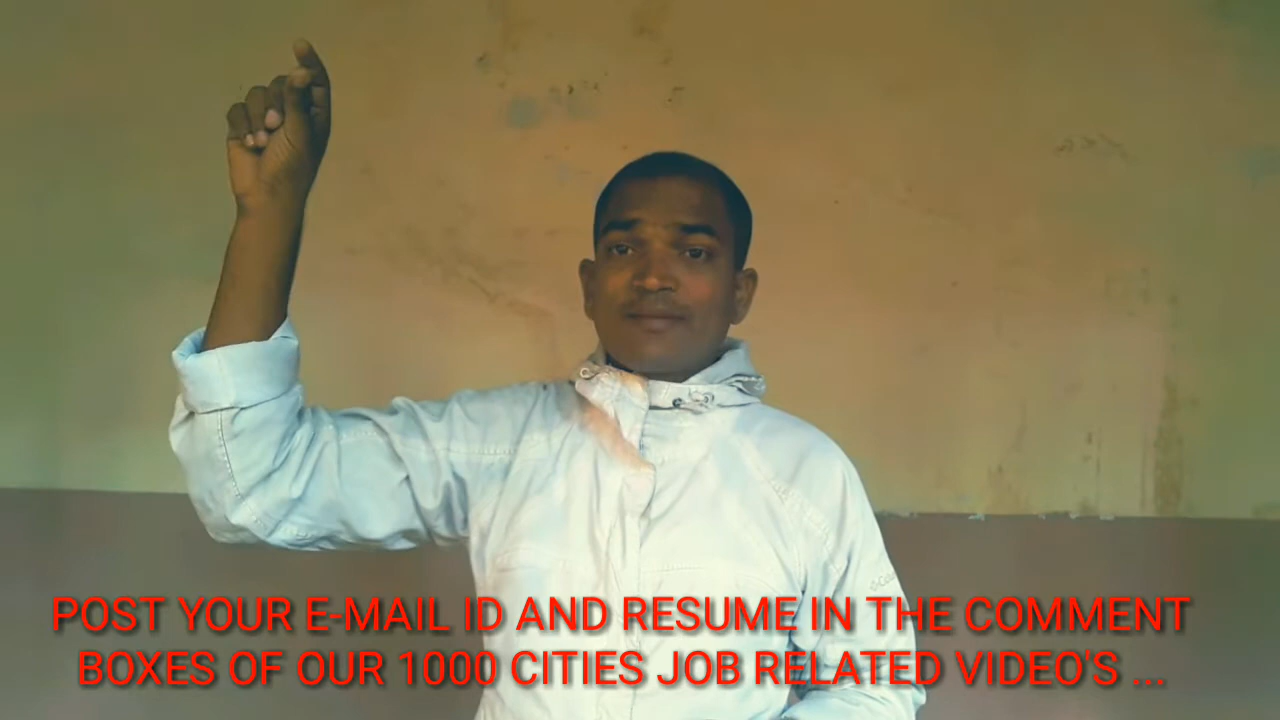 POST YOUR E-MAIL ID AND RESUME IN THE COMMENT
BOXES OF OUR 1000 CITIES JOB RELATED VIDEO'S ...